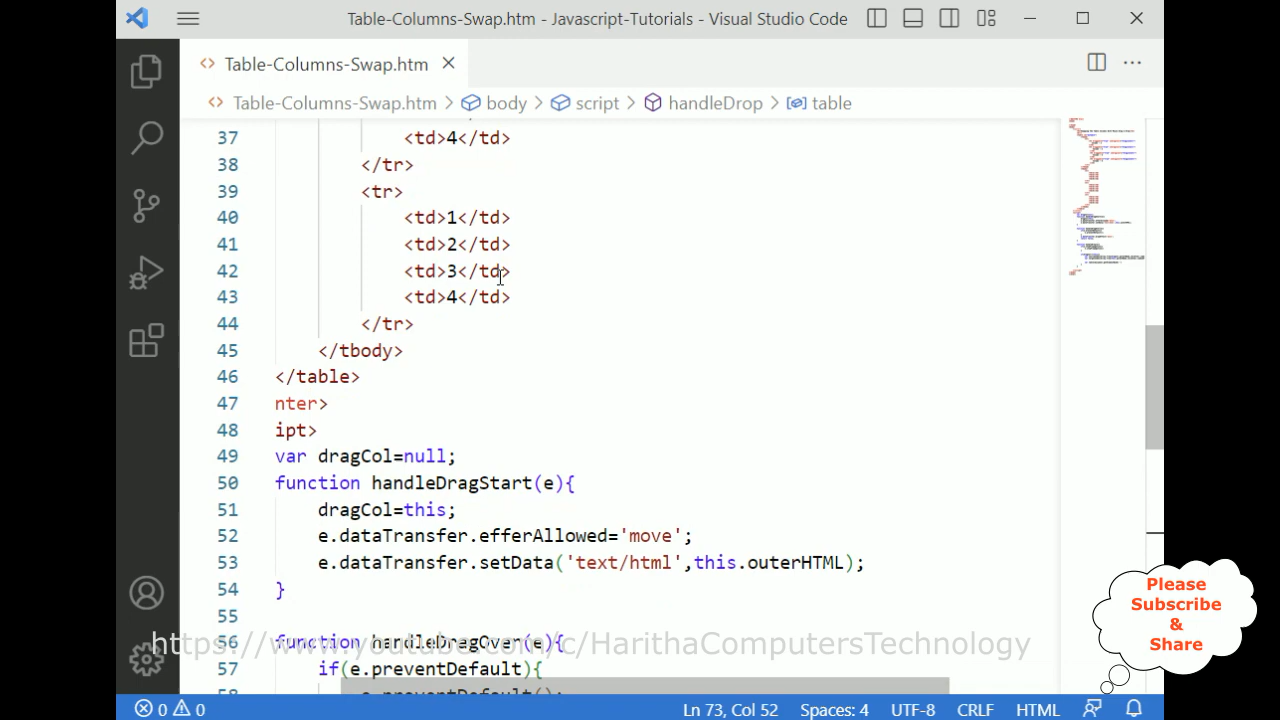 Table-Columns-Swap.htm - Javascript-Tutorials - Visual Studio Code
Table-Columns-Swap.htm
Table-Columns-Swap.htm > body > script > handleDrop > table
37 <td>4</td>
38 </tr>
39 <tr>
40 <td>1</td>
41 <td>2</td>
42 <td>3</td>
43 <td>4</td>
44 </tr>
45 </tbody>
46 </table>
47 nter>
48 ipt>
49 var dragCol=null;
50 function handleDragStart(e){
51 dragCol=this;
52 e.dataTransfer.efferAllowed='move';
53 e.dataTransfer.setData('text/html',this.outerHTML);
54 }
55
56 function handleDragOver(e){
57 if(e.preventDefault){
58 e.preventDefault();
https://www.youtube.com/c/HarithaComputersTechnology
Please
Subscribe
&
Share
0 0 Ln 73, Col 52 Spaces: 4 UTF-8 CRLF HTML